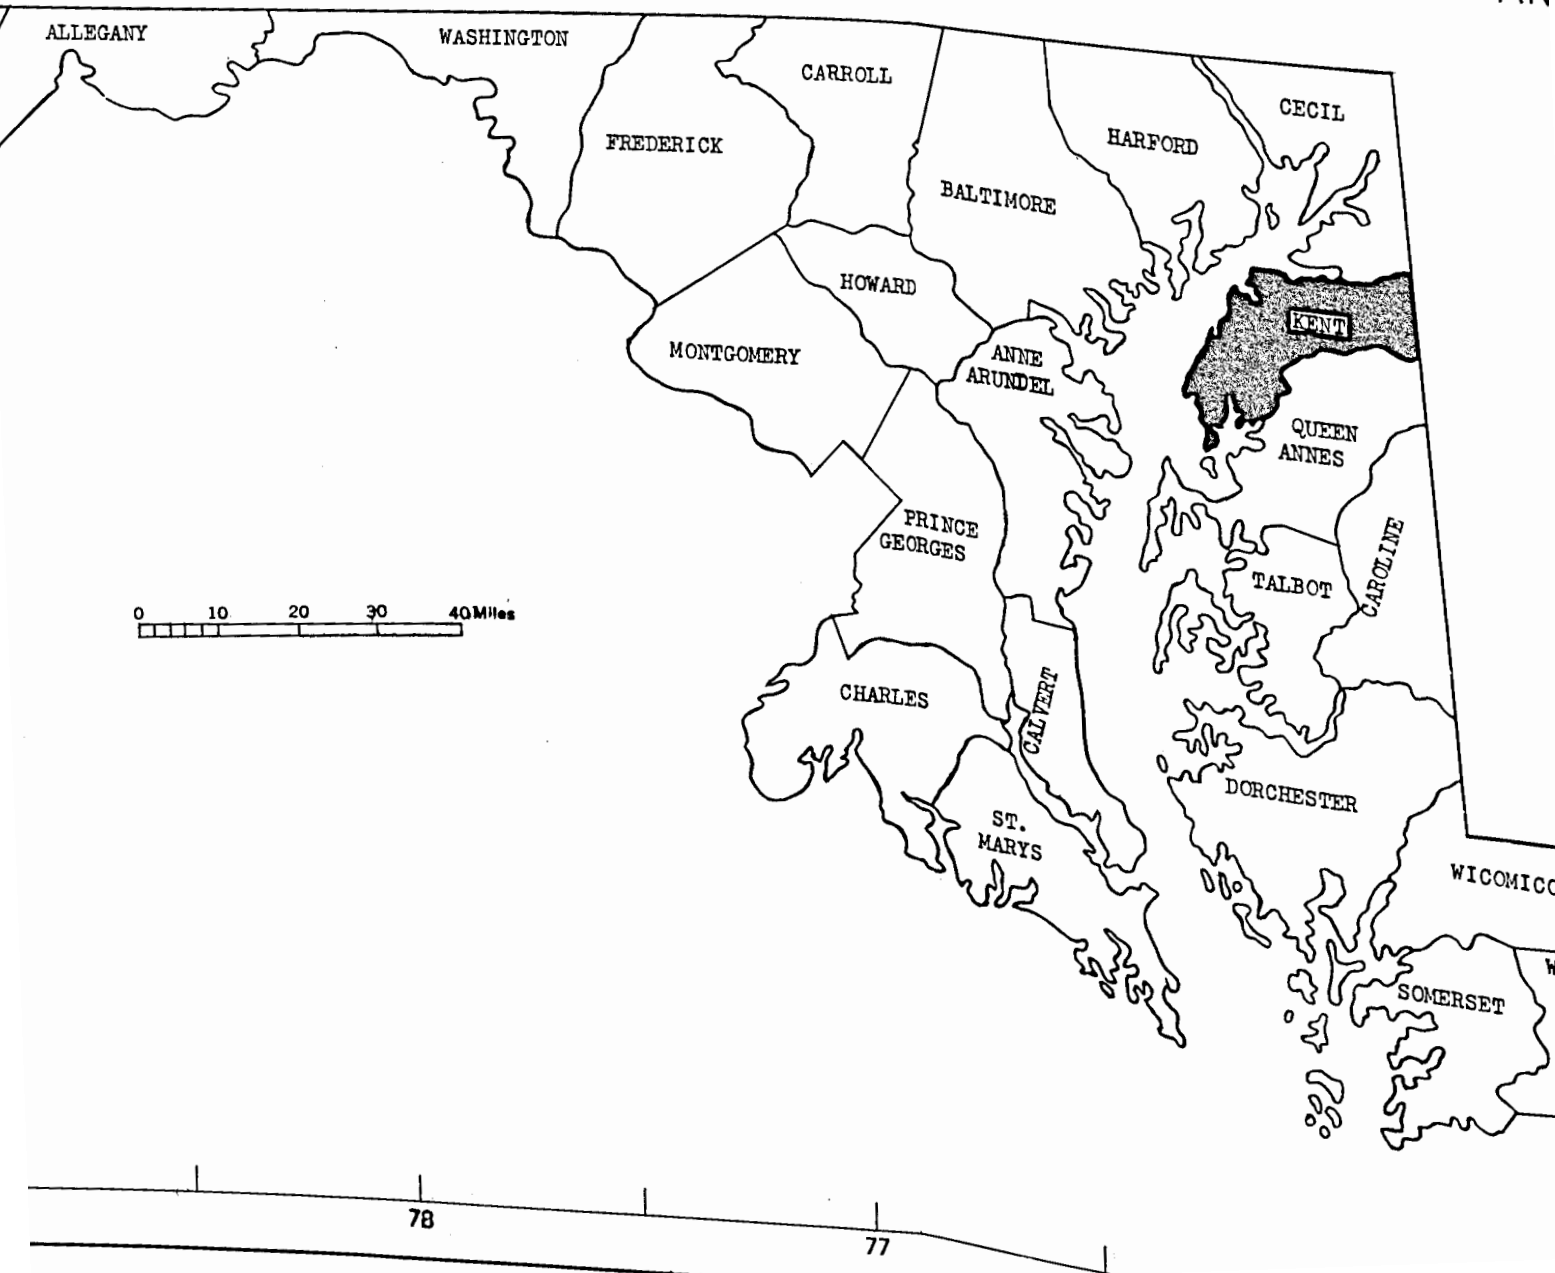 AN
ALLEGANY
WASHINGTON
CARROLL
CECIL
FREDERICK
HARFORD
BALTIMORE
HOWARD
KENT
MONTGOMERY
ANNE
ARUNDEL
QUEEN
ANNES
PRINCE
GEORGES
CAROLINE
TALBOT
0 10 20 30 40 Miles
CHARLES
CALVERT
DORCHESTER
ST.
MARYS
WICOMICO
W
SOMERSET
78
77